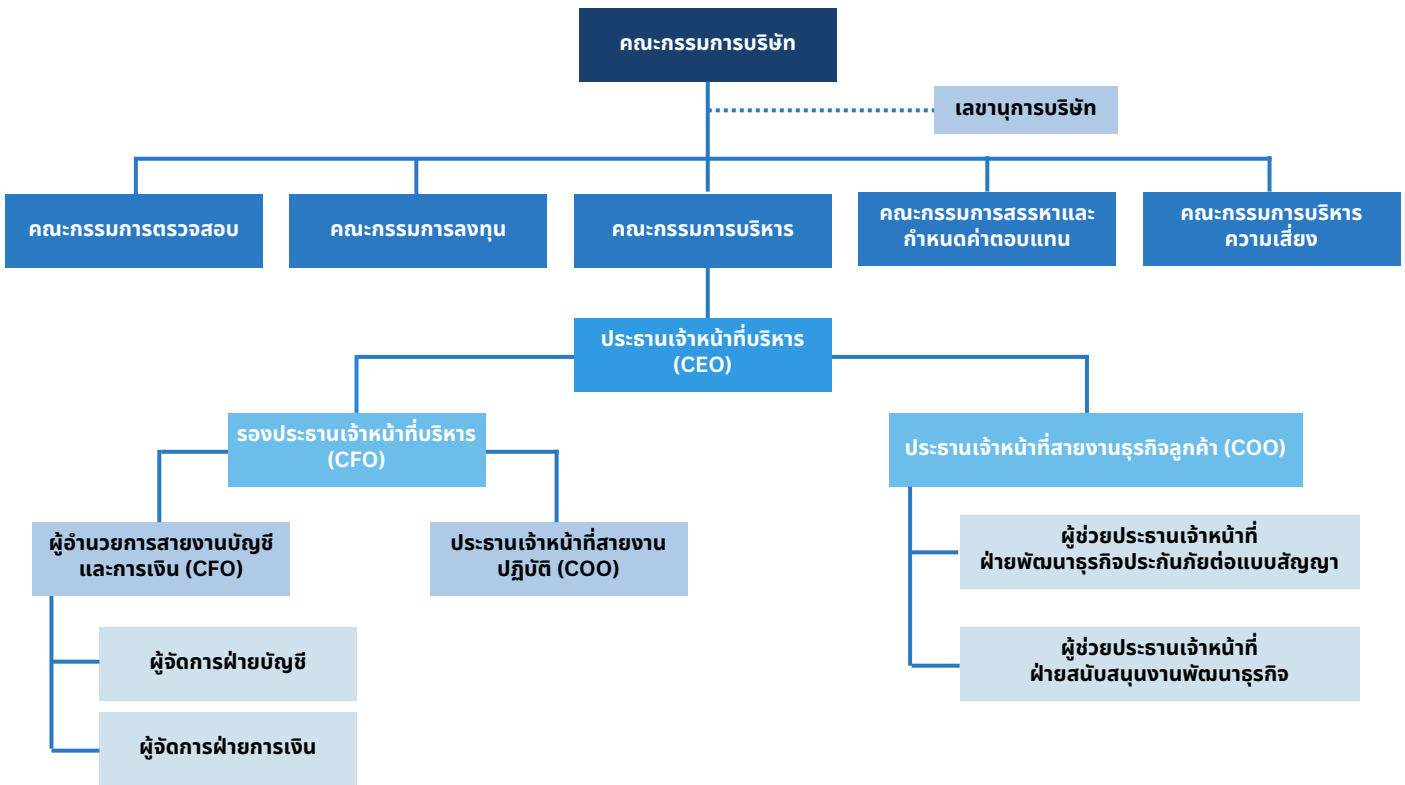 คณะกรรมการบริษัท
เลขานุการบริษัท
คณะกรรมการตรวจสอบ
คณะกรรมการลงทุน
คณะกรรมการบริหาร
คณะกรรมการสรรหาและ
กำหนดค่าตอบแทน
คณะกรรมการบริหาร
ความเสี่ยง
ประธานเจ้าหน้าที่บริหาร
(CEO)
รองประธานเจ้าหน้าที่บริหาร
(CFO)
ประธานเจ้าหน้าที่สายงานธุรกิจลูกค้า (COO)
ผู้อำนวยการสายงานบัญชี
และการเงิน (CFO)
ประธานเจ้าหน้าที่สายงาน
ปฏิบัติ (COO)
ผู้ช่วยประธานเจ้าหน้าที่
ฝ่ายพัฒนาธุรกิจประกันภัยต่อแบบสัญญา
ผู้จัดการฝ่ายบัญชี
ผู้ช่วยประธานเจ้าหน้าที่
ฝ่ายสนับสนุนงานพัฒนาธุรกิจ
ผู้จัดการฝ่ายการเงิน